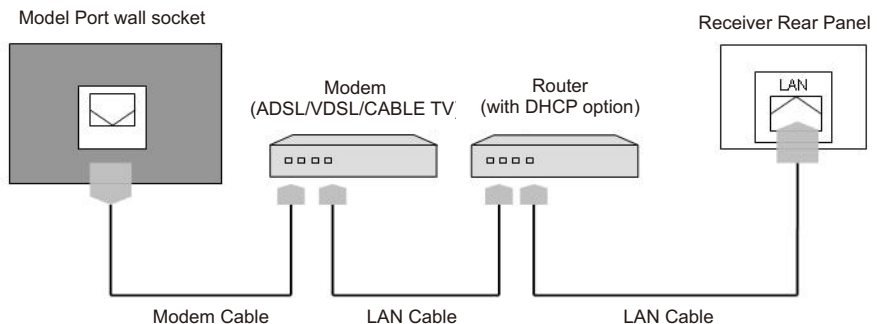 Model Port wall socket
Receiver Rear Panel
Modem
(ADSL/VDSL/CABLE TV)
Router
(with DHCP option)
LAN
Modem Cable
LAN Cable
LAN Cable